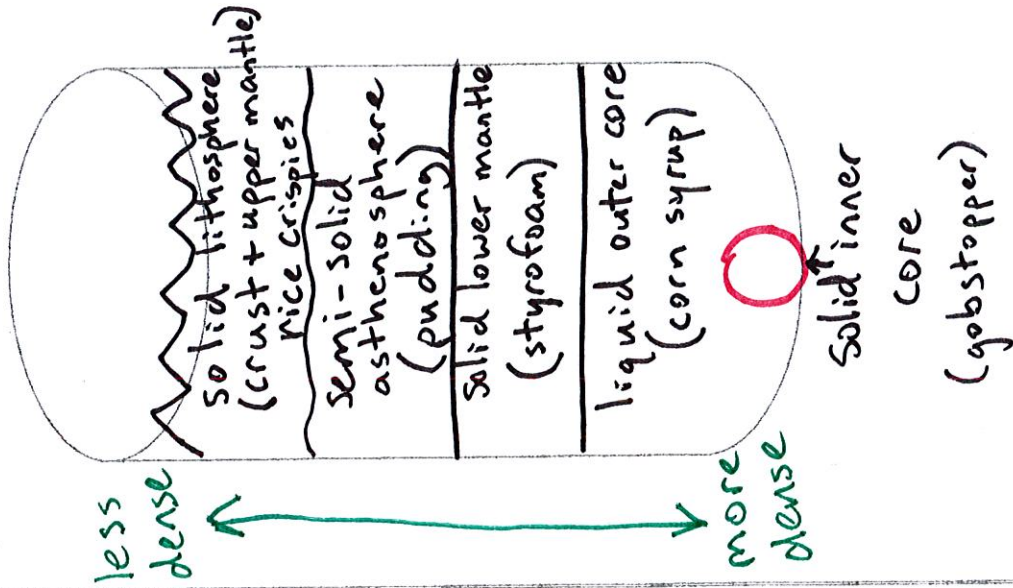 less
dense
solid lithosphere
(crust + upper mantle)
rice crispies
semi-solid
asthenosphere
(pudding)
solid lower mantle
(styrofoam)
liquid outer core
(corn syrup)
more
dense
Solid inner
core
(gobstopper)